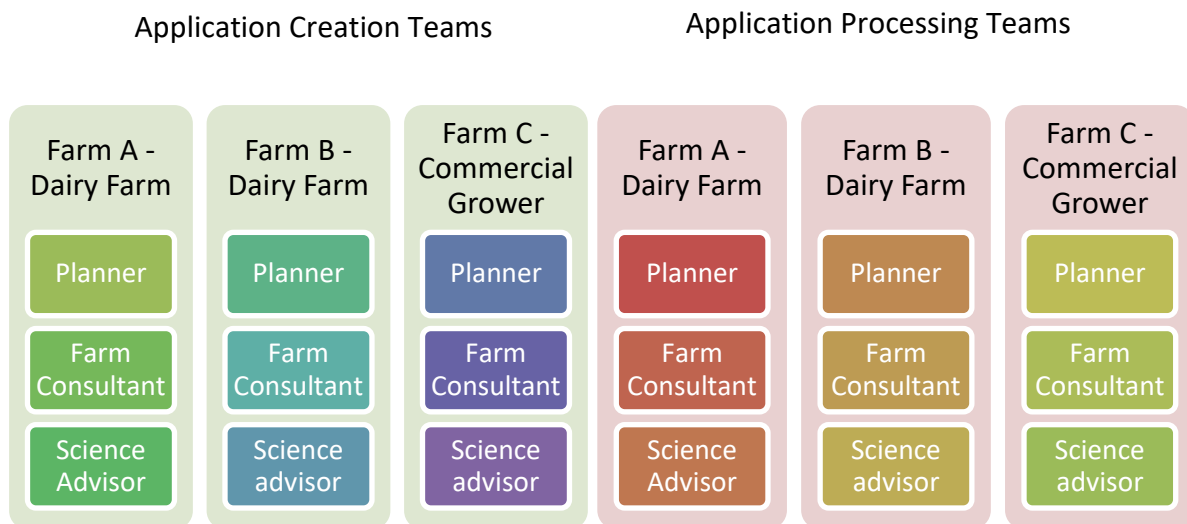 Application Creation Teams
Application Processing Teams
Farm A -
Dairy Farm
Planner
Farm
Consultant
Science
Advisor
Farm B -
Dairy Farm
Planner
Farm
Consultant
Science
advisor
Farm C -
Commercial
Grower
Planner
Farm
Consultant
Science
advisor
Farm A -
Dairy Farm
Planner
Farm
Consultant
Science
Advisor
Farm B -
Dairy Farm
Planner
Farm
Consultant
Science
advisor
Farm C -
Commercial
Grower
Planner
Farm
Consultant
Science
advisor